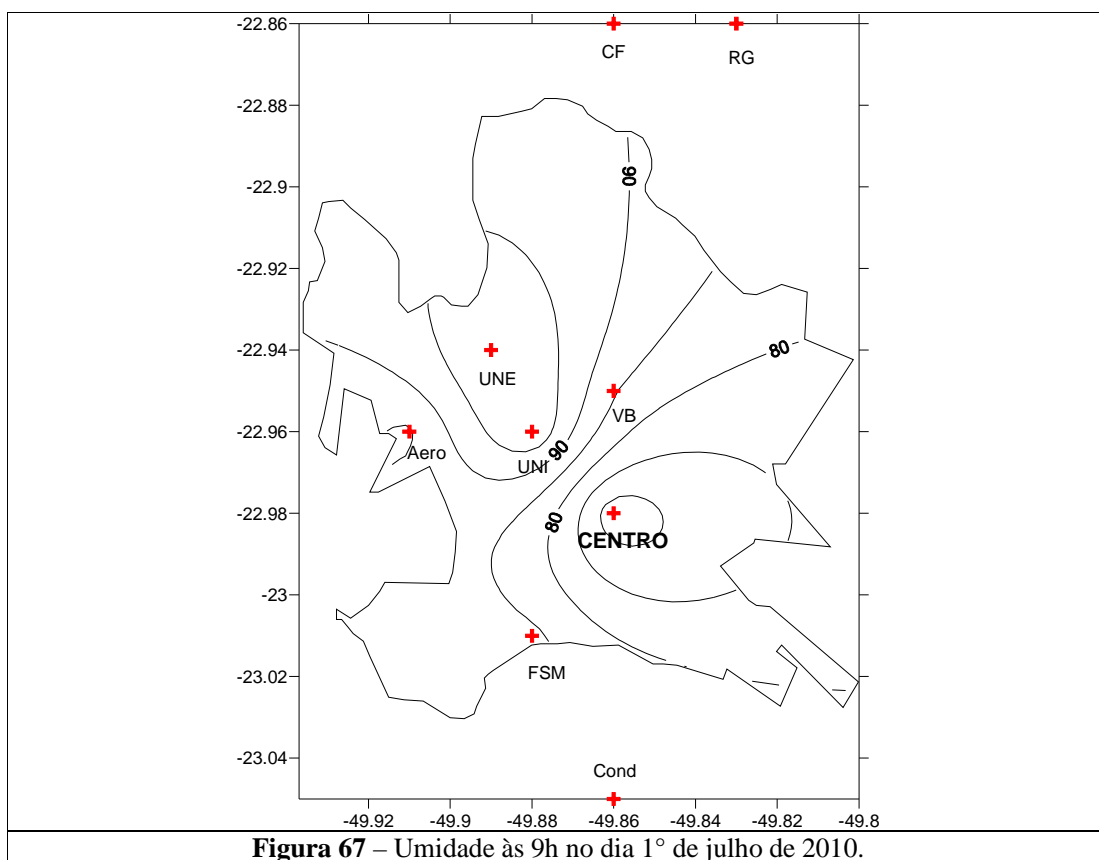 -22.86
CF
RG
-22.88
-22.9
90
-22.92
-22.94
80
UNE
VB
-22.96
Aero
90
UNI
-22.98
80
CENTRO
-23
FSM
-23.02
-23.04
Cond
-49.92 -49.9 -49.88 -49.86 -49.84 -49.82 -49.8
Figura 67 – Umidade às 9h no dia 1° de julho de 2010.